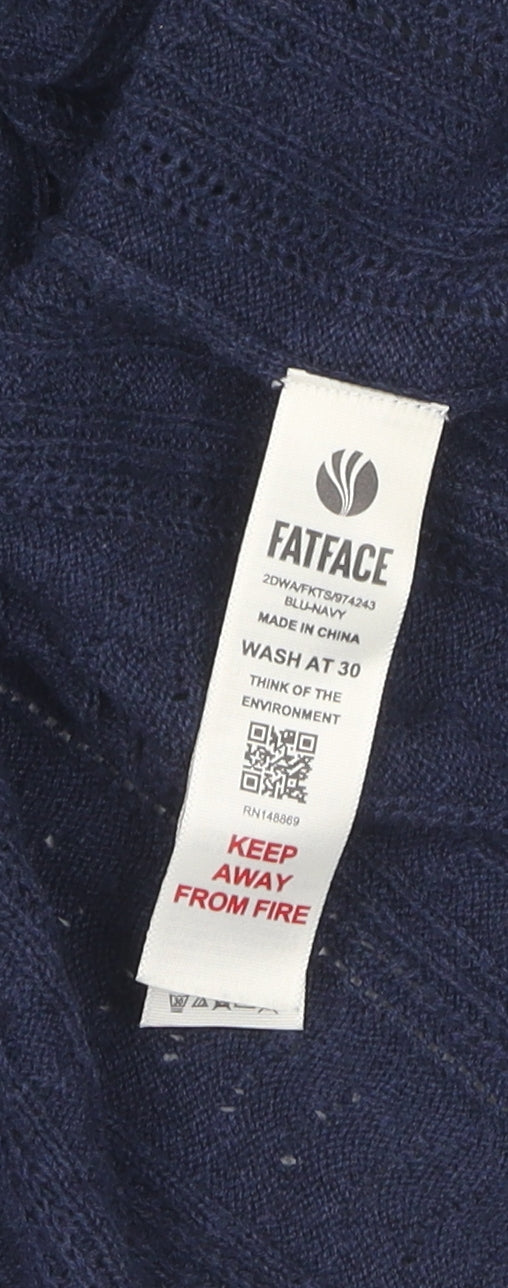 FATFACE
2DWA/FKTS/974243
BLU-NAVY
MADE IN CHINA
WASH AT 30
THINK OF THE
ENVIRONMENT
RN148869
KEEP
AWAY
FROM FIRE